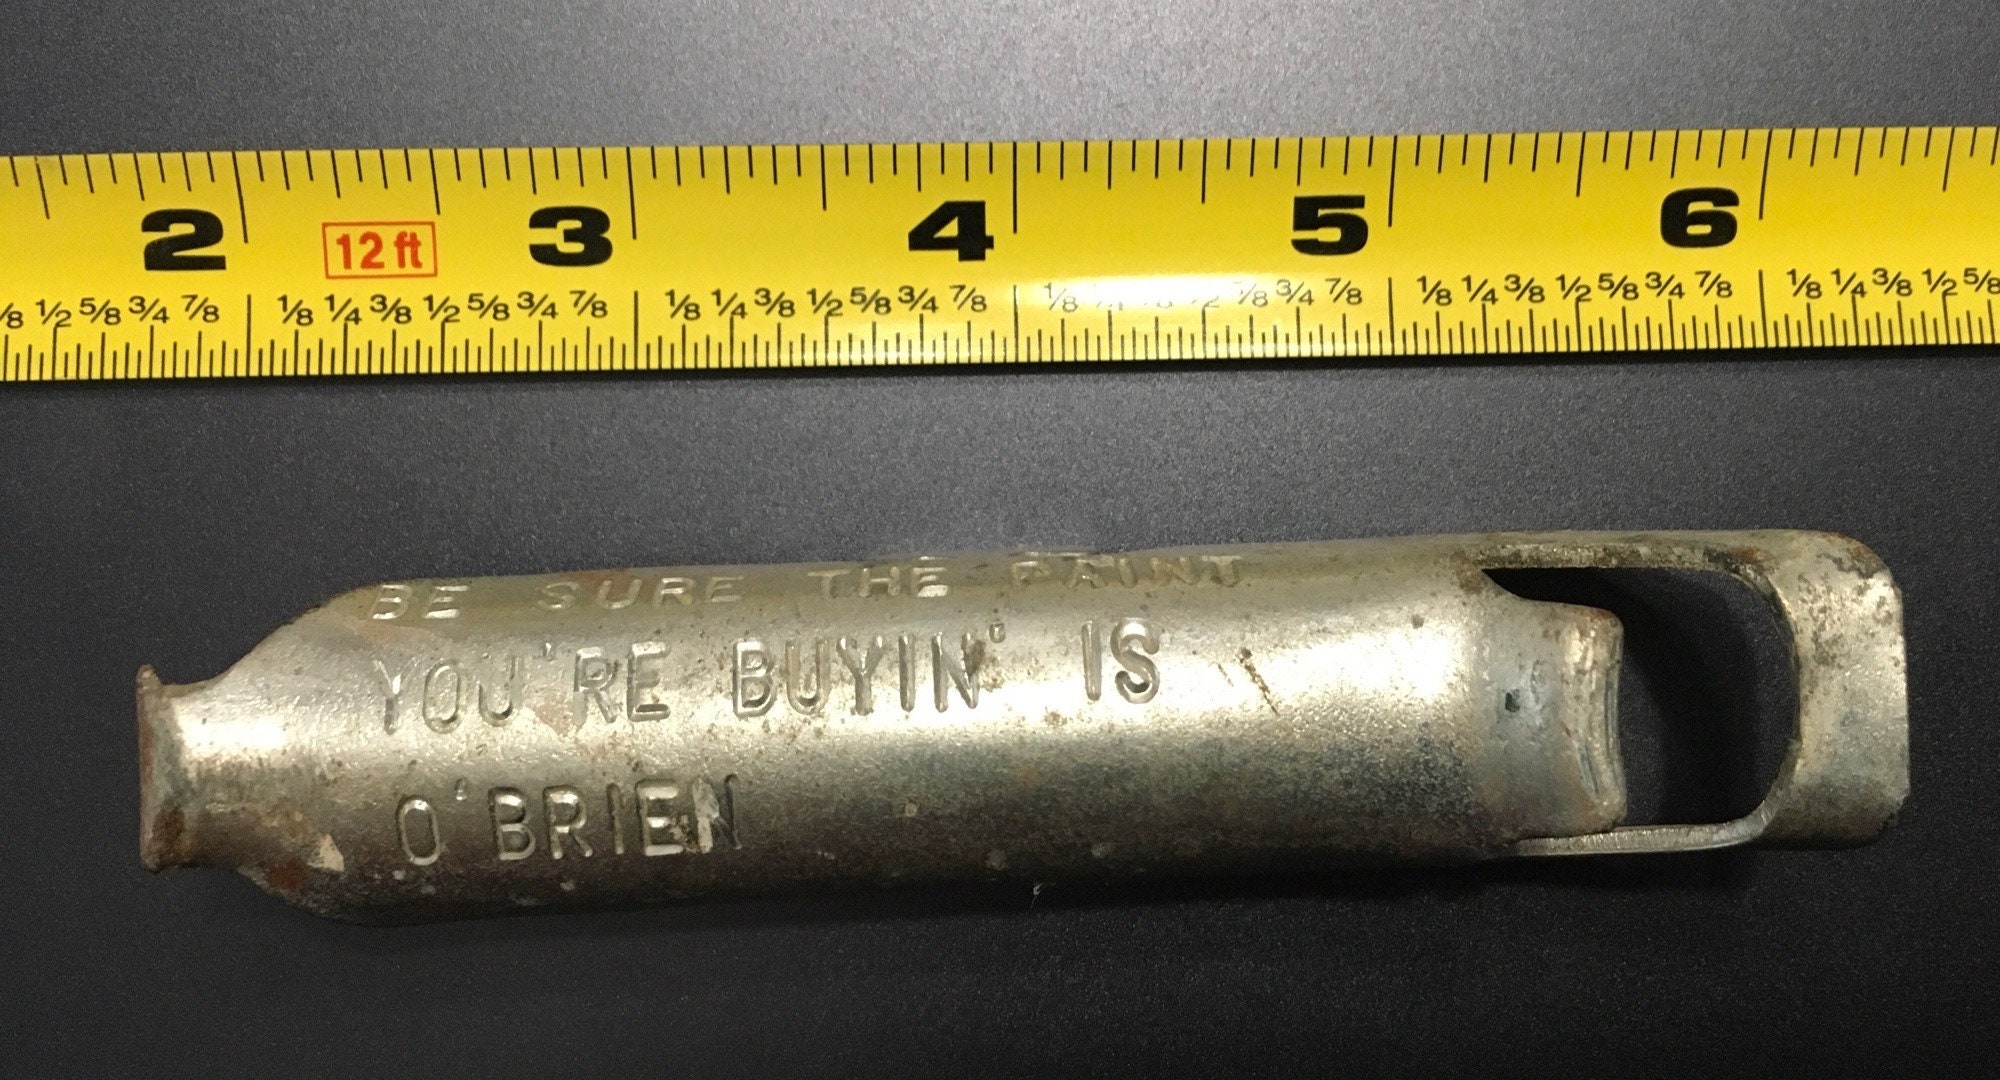 2 3 4 5 6
12 ft
/8 1/2 5/8 3/4 7/8 1/8 1/4 3/8 1/2 5/8 3/4 7/8 1/8 1/4 3/8 1/2 5/8 3/4 7/8 1/8 3/4 7/8 1/8 1/4 3/8 1/2 5/8 3/4 7/8 1/8 1/4 3/8 1/2 5/8
BE SURE THE PAINT
YOU'RE BUYIN' IS
O'BRIEN